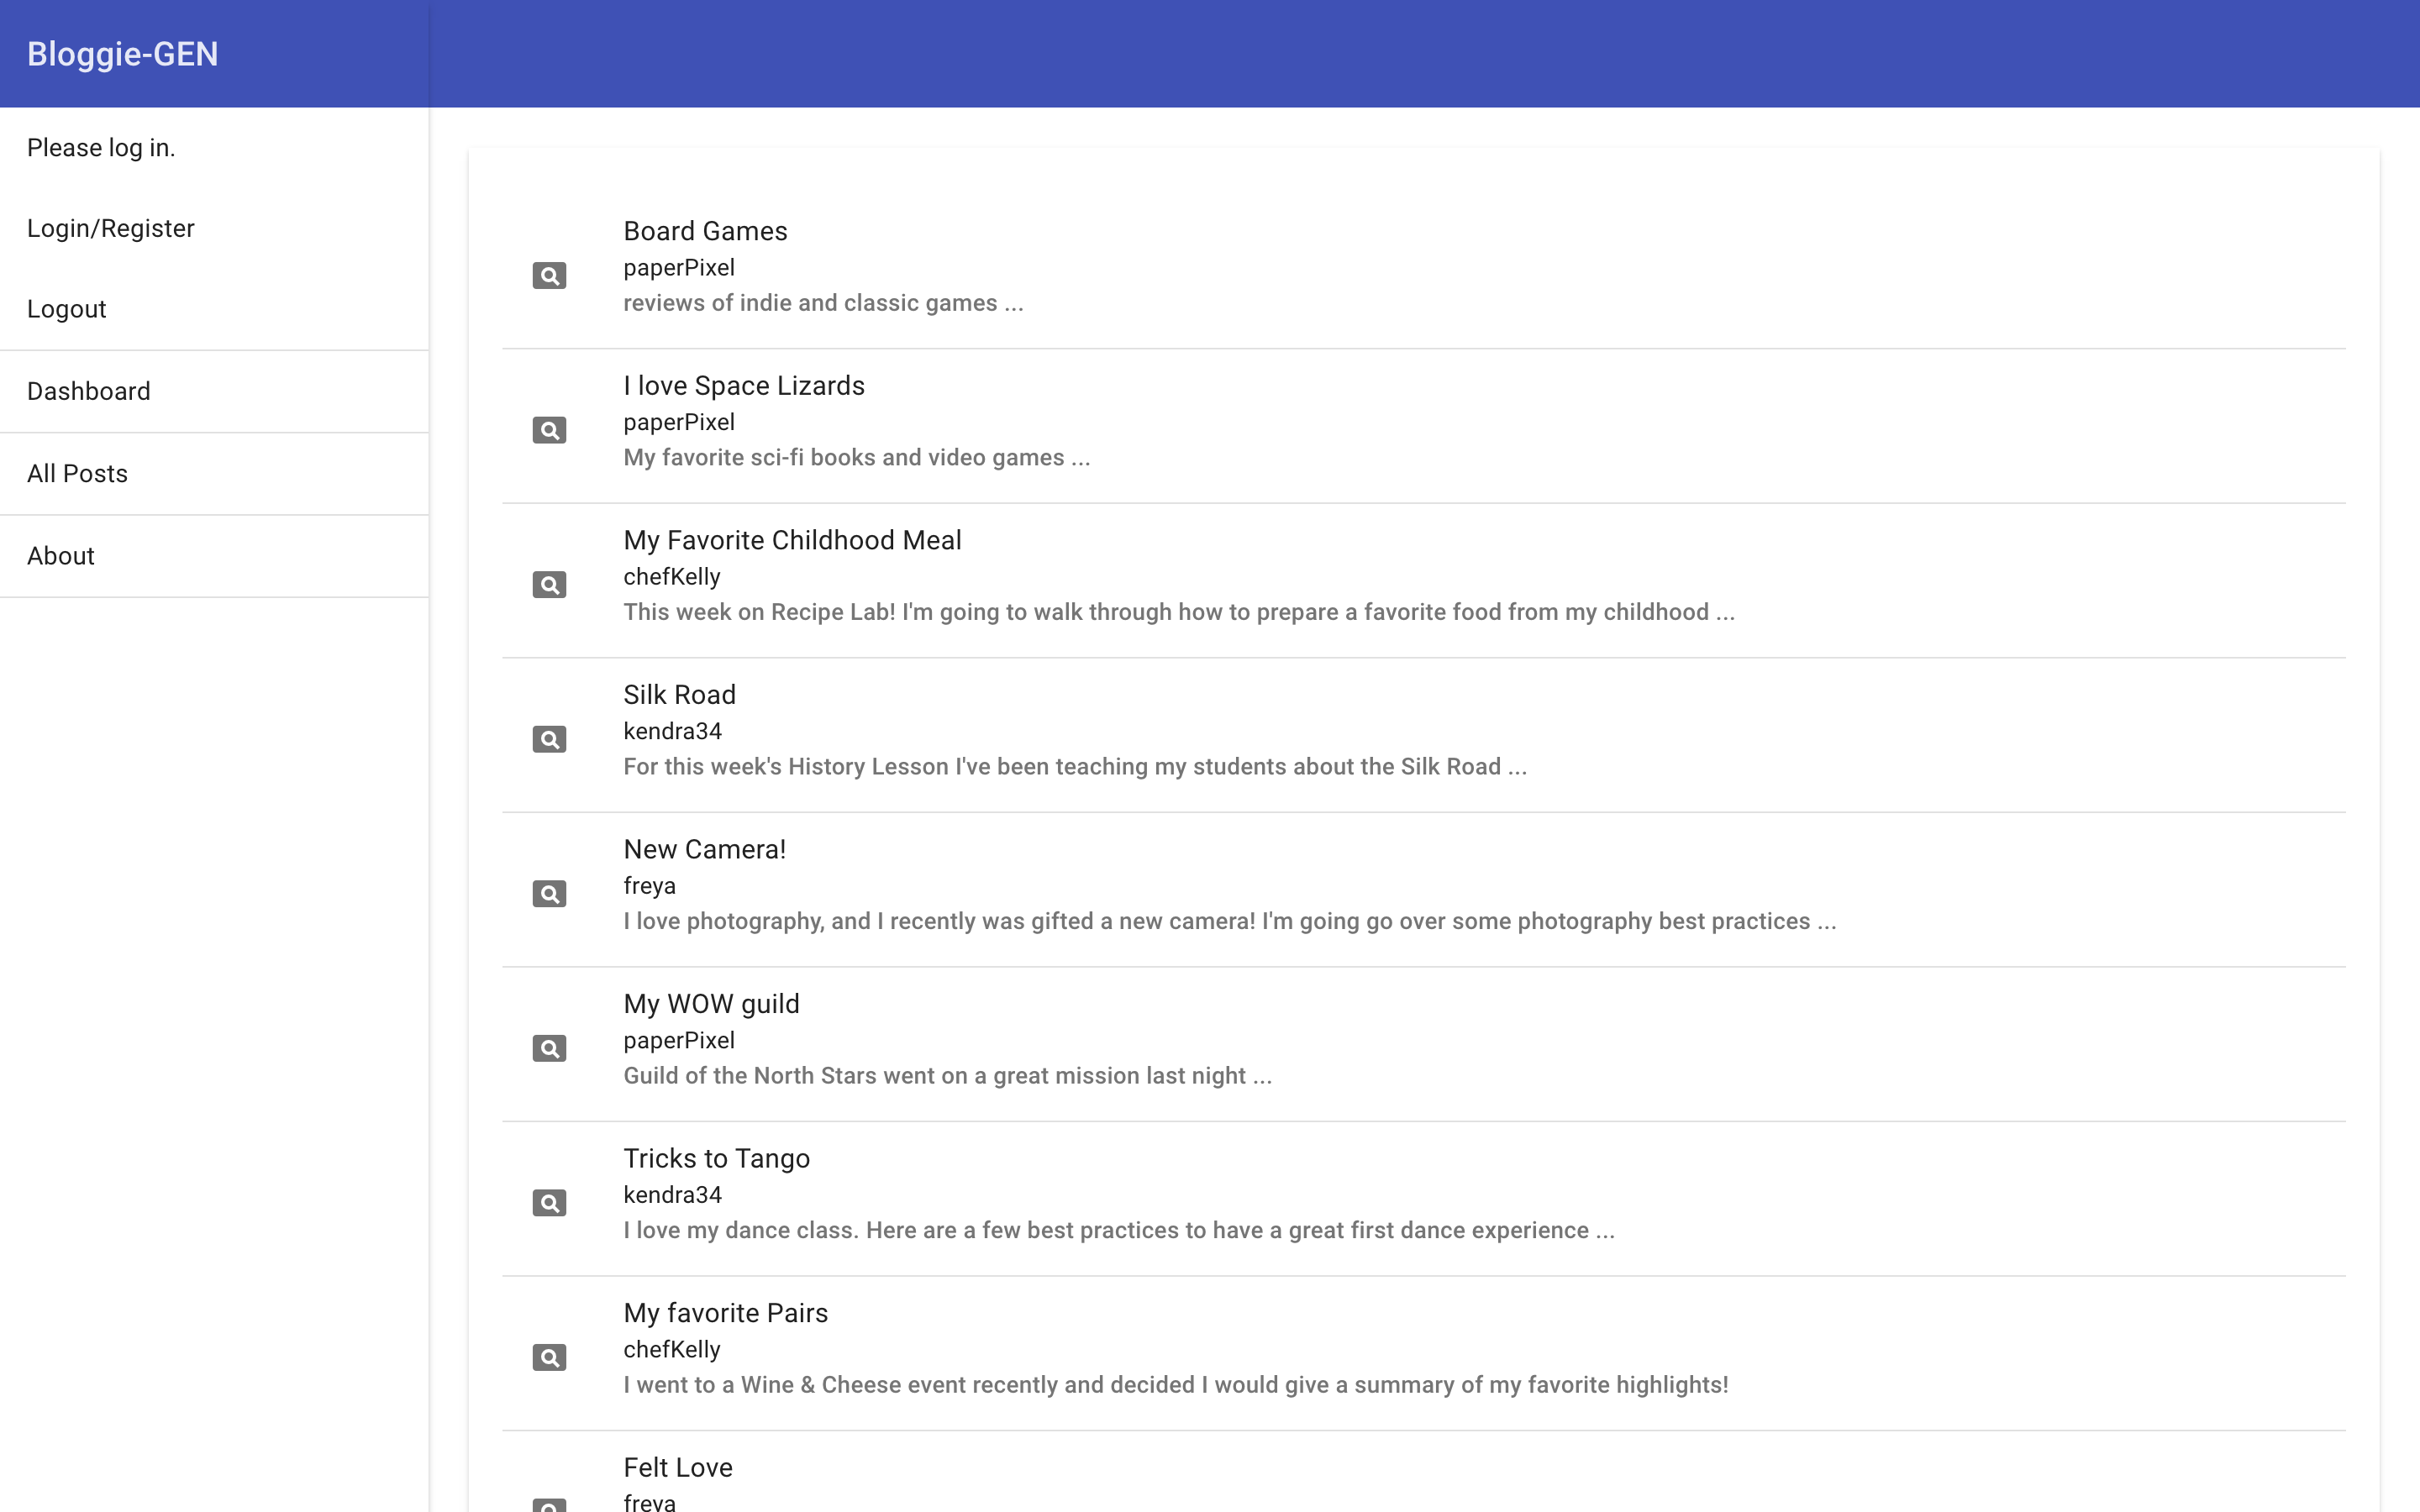 Bloggie-GEN
Please log in.
Login/Register
Logout
Dashboard
All Posts
About
Board Games
paperPixel
reviews of indie and classic games ...
I love Space Lizards
paperPixel
My favorite sci-fi books and video games ...
My Favorite Childhood Meal
chefKelly
This week on Recipe Lab! I'm going to walk through how to prepare a favorite food from my childhood ...
Silk Road
kendra34
For this week's History Lesson I've been teaching my students about the Silk Road ...
New Camera!
freya
I love photography, and I recently was gifted a new camera! I'm going go over some photography best practices ...
My WOW guild
paperPixel
Guild of the North Stars went on a great mission last night ...
Tricks to Tango
kendra34
I love my dance class. Here are a few best practices to have a great first dance experience ...
My favorite Pairs
chefKelly
I went to a Wine & Cheese event recently and decided I would give a summary of my favorite highlights!
Felt Love
freya